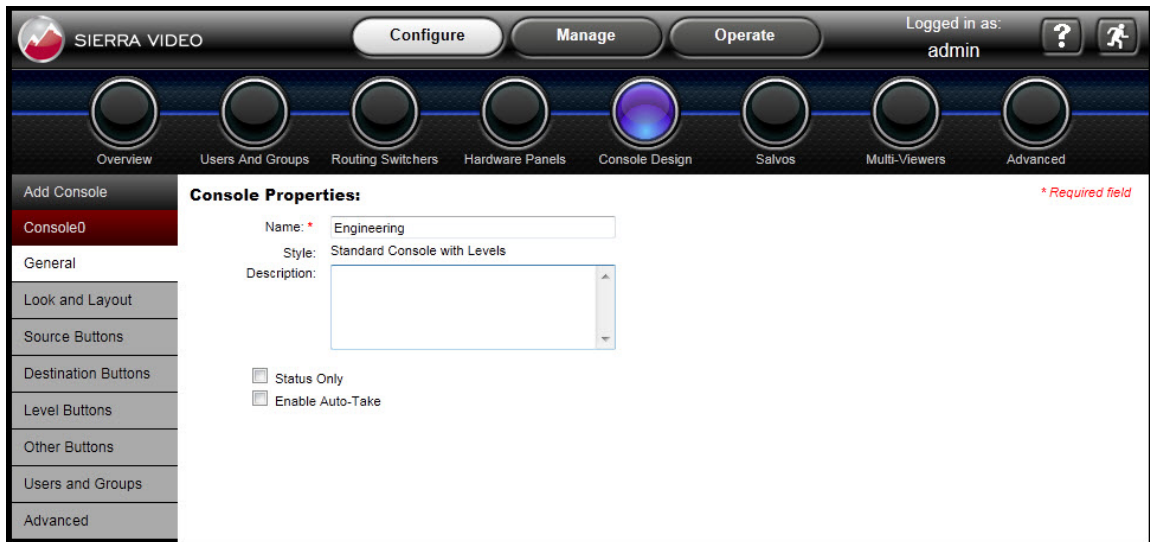 SIERRA VIDEO
Configure
Manage
Operate
Logged in as:
admin
?
Overview
Users And Groups
Routing Switchers
Hardware Panels
Console Design
Salvos
Multi-Viewers
Advanced
Add Console
Console0
General
Look and Layout
Source Buttons
Destination Buttons
Level Buttons
Other Buttons
Users and Groups
Advanced
Console Properties:
* Required field
Name: * Engineering
Style: Standard Console with Levels
Description:
Status Only
Enable Auto-Take